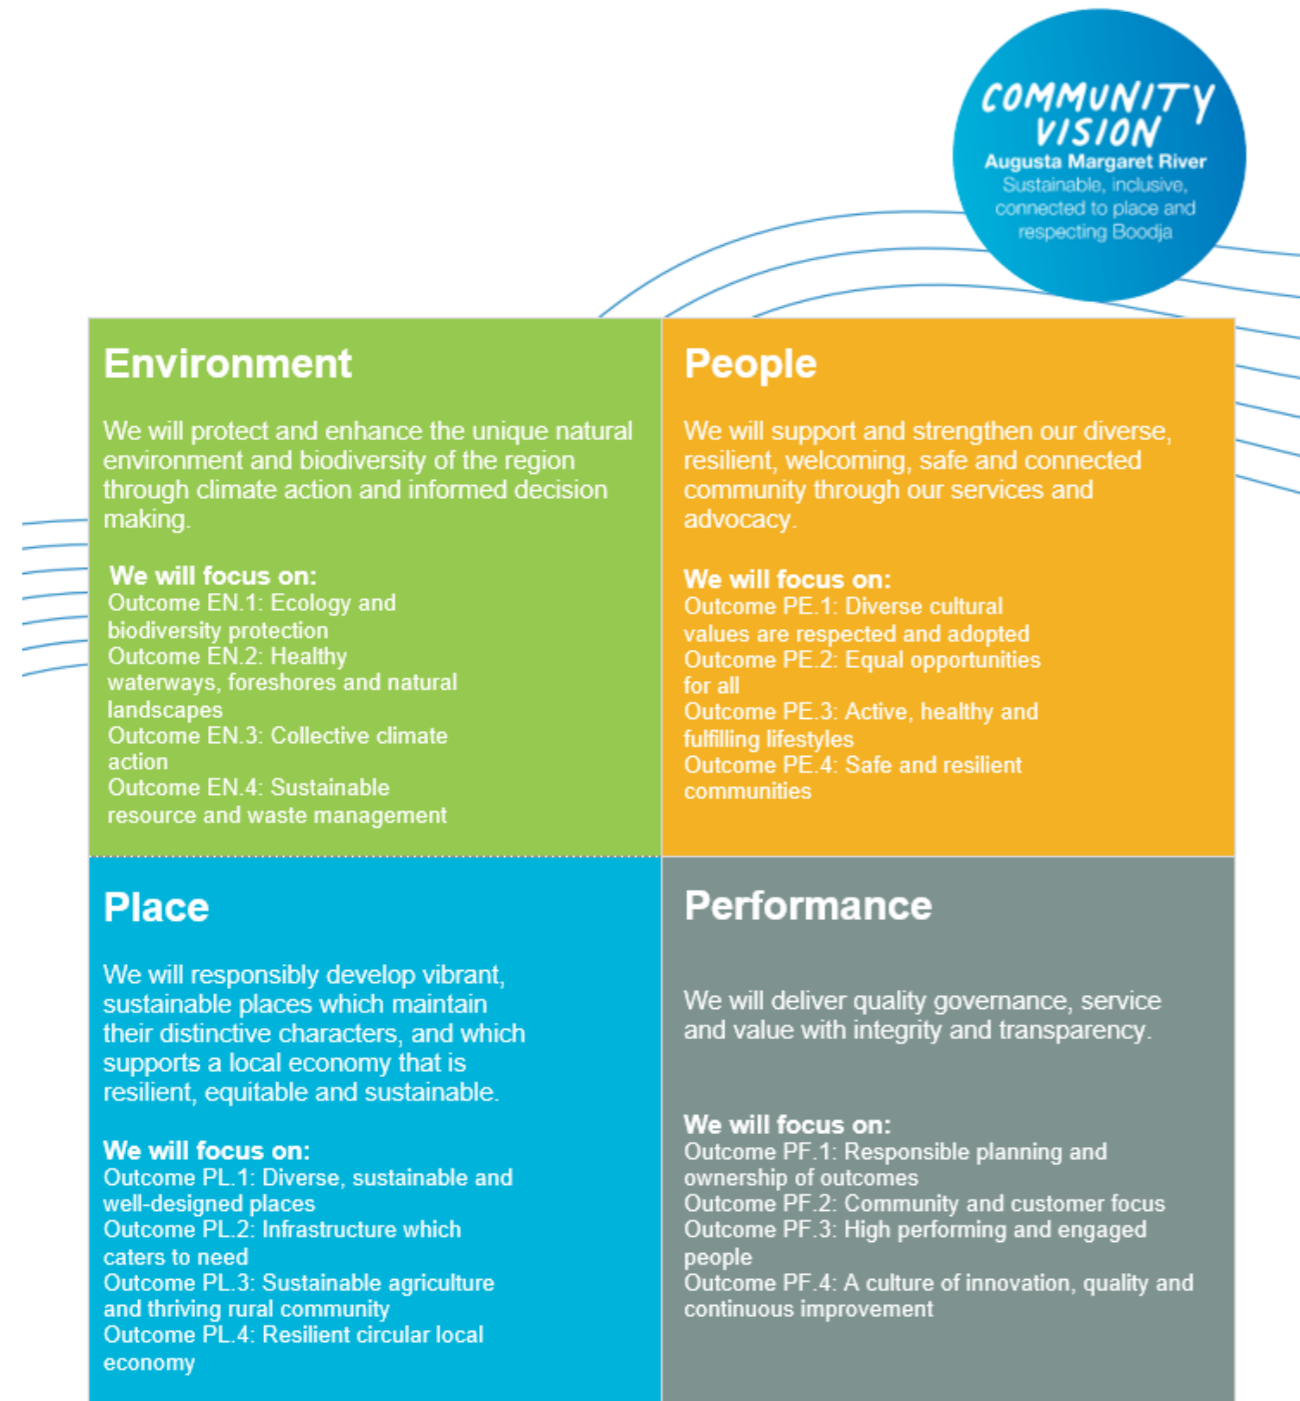 COMMUNITY
VISION
Augusta Margaret River
Sustainable, inclusive,
connected to place and
respecting Boodja
Environment
We will protect and enhance the unique natural
environment and biodiversity of the region
through climate action and informed decision
making.
We will focus on:
Outcome EN.1: Ecology and
biodiversity protection
Outcome EN.2: Healthy
waterways, foreshores and natural
landscapes
Outcome EN.3: Collective climate
action
Outcome EN.4: Sustainable
resource and waste management
People
We will support and strengthen our diverse,
resilient, welcoming, safe and connected
community through our services and
advocacy.
We will focus on:
Outcome PE.1: Diverse cultural
values are respected and adopted
Outcome PE.2: Equal opportunities
for all
Outcome PE.3: Active, healthy and
fulfilling lifestyles
Outcome PE.4: Safe and resilient
communities
Place
We will responsibly develop vibrant,
sustainable places which maintain
their distinctive characters, and which
supports a local economy that is
resilient, equitable and sustainable.
We will focus on:
Outcome PL.1: Diverse, sustainable and
well-designed places
Outcome PL.2: Infrastructure which
caters to need
Outcome PL.3: Sustainable agriculture
and thriving rural community
Outcome PL.4: Resilient circular local
economy
Performance
We will deliver quality governance, service
and value with integrity and transparency.
We will focus on:
Outcome PF.1: Responsible planning and
ownership of outcomes
Outcome PF.2: Community and customer focus
Outcome PF.3: High performing and engaged
people
Outcome PF.4: A culture of innovation, quality and
continuous improvement